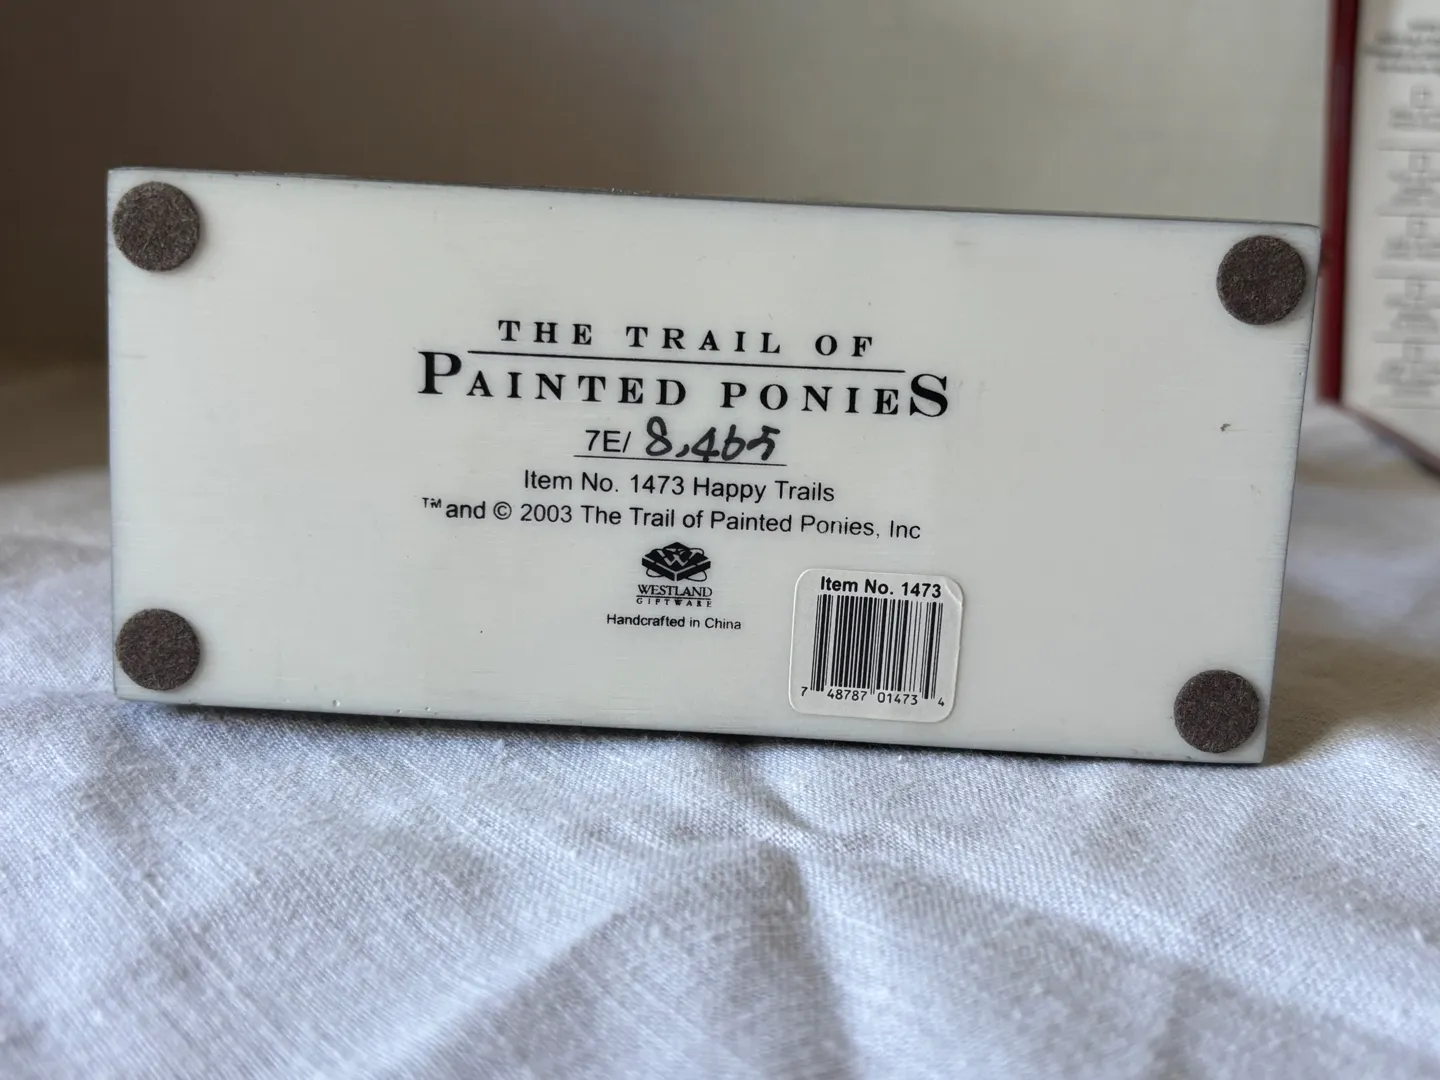 THE TRAIL OF
PAINTED PONIES
7E/ 8,465
Item No. 1473 Happy Trails
™ and © 2003 The Trail of Painted Ponies, Inc
W
WESTLAND
GIFTWARE
Handcrafted in China
Item No. 1473
7 48787 01473 4